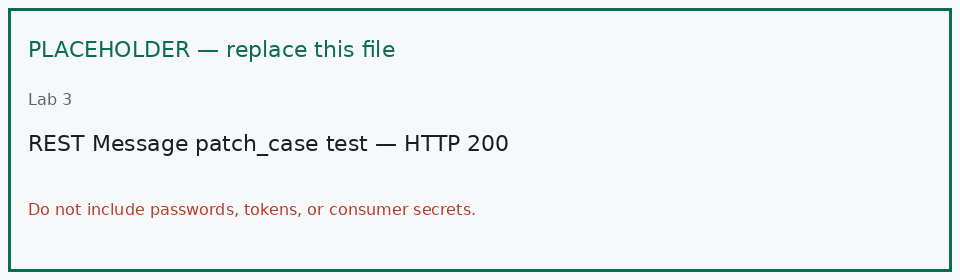 PLACEHOLDER — replace this file
Lab 3
REST Message patch_case test — HTTP 200
Do not include passwords, tokens, or consumer secrets.